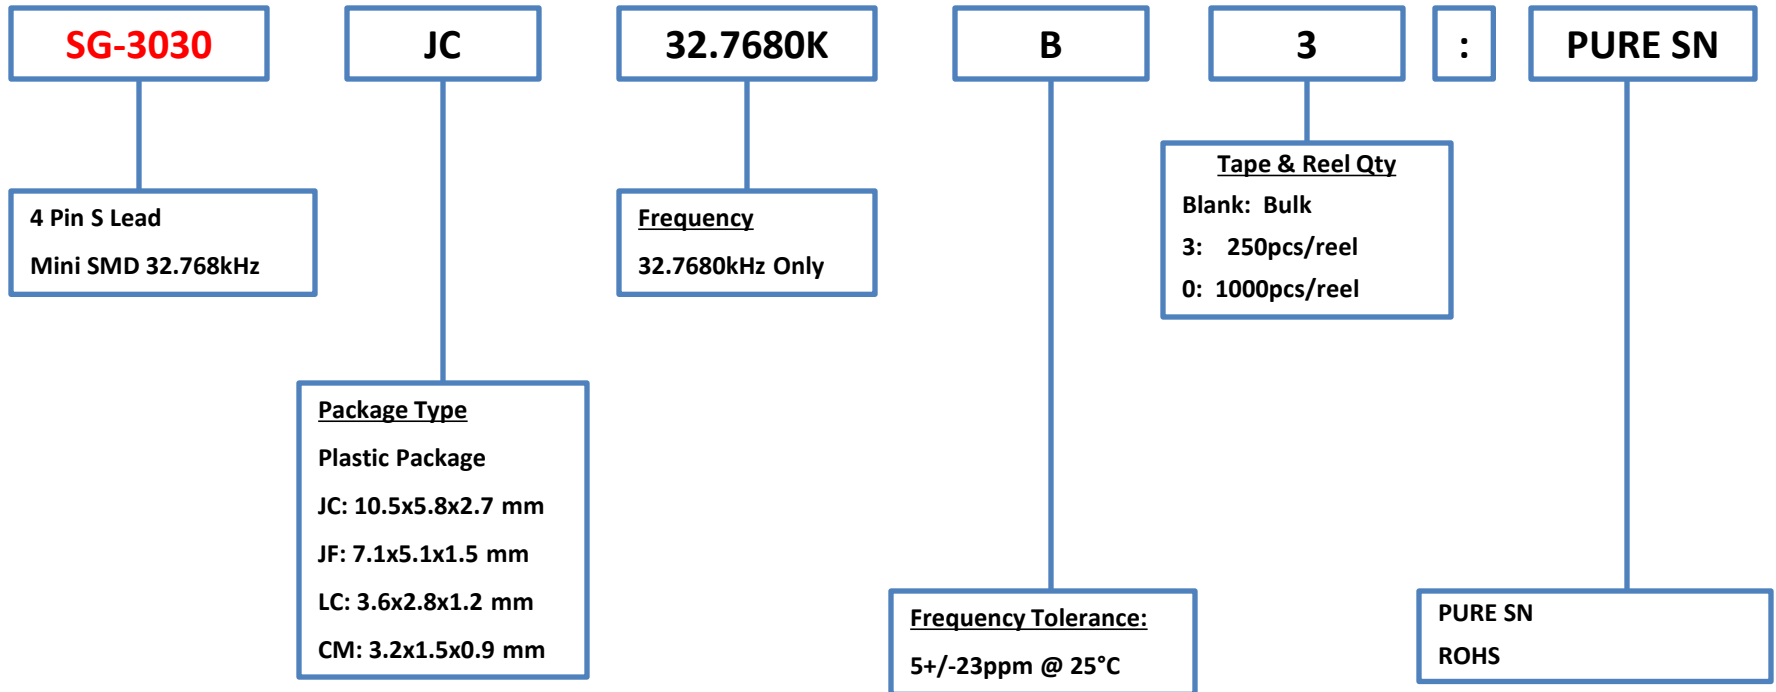 SG-3030 JC 32.7680K B 3 : PURE SN
4 Pin S Lead
Mini SMD 32.768kHz
Frequency
32.7680kHz Only
Tape & Reel Qty
Blank: Bulk
3: 250pcs/reel
0: 1000pcs/reel
Package Type
Plastic Package
JC: 10.5x5.8x2.7 mm
JF: 7.1x5.1x1.5 mm
LC: 3.6x2.8x1.2 mm
CM: 3.2x1.5x0.9 mm
Frequency Tolerance:
5+/-23ppm @ 25°C
PURE SN
ROHS